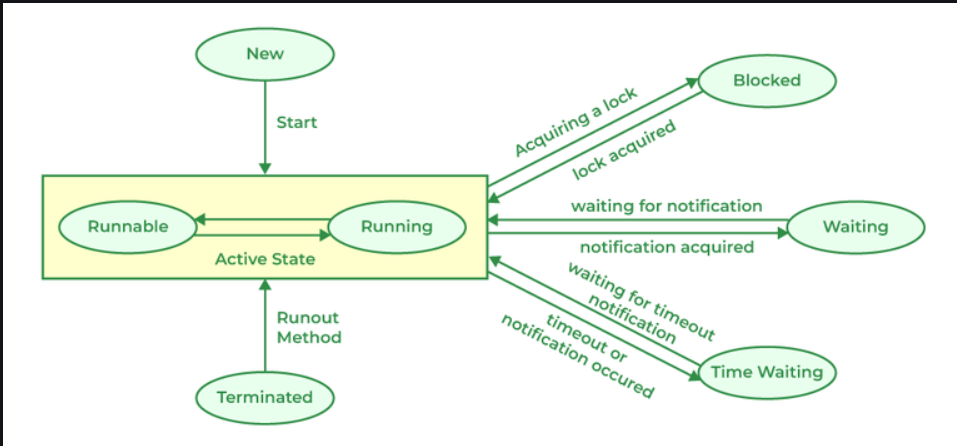 New
Start
Blocked
Acquiring a lock
lock acquired
Runnable
Running
Active State
waiting for notification
notification acquired
Waiting
waiting for timeout
notification
timeout or
notification occured
Time Waiting
Runout
Method
Terminated